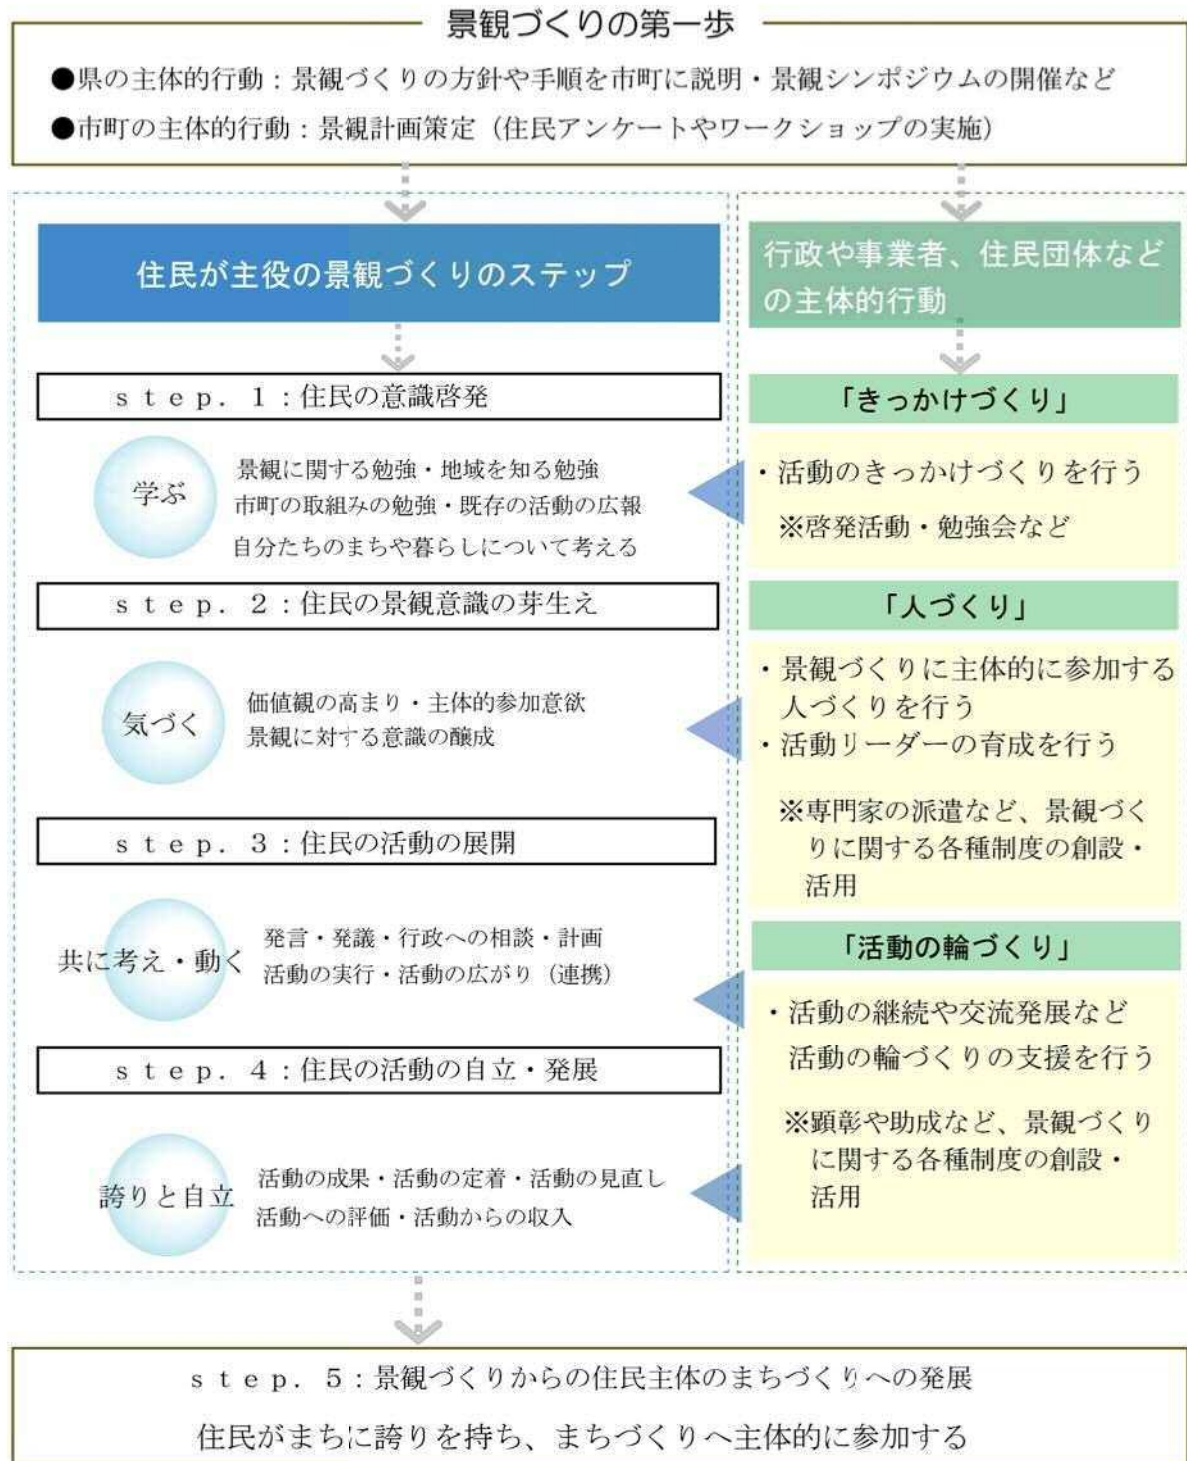 景観づくりの第一歩
●県の主体的行動：景観づくりの方針や手順を市町に説明・景観シンポジウムの開催など
●市町の主体的行動：景観計画策定（住民アンケートやワークショップの実施）
住民が主役の景観づくりのステップ
step. 1：住民の意識啓発
学ぶ
景観に関する勉強・地域を知る勉強
市町の取組みの勉強・既存の活動の広報
自分たちのまちや暮らしについて考える
step. 2：住民の景観意識の芽生え
気づく
価値観の高まり・主体的参加意欲
景観に対する意識の醸成
step. 3：住民の活動の展開
共に考え・動く
発言・発議・行政への相談・計画
活動の実行・活動の広がり（連携）
step. 4：住民の活動の自立・発展
誇りと自立
活動の成果・活動の定着・活動の見直し
活動への評価・活動からの収入
行政や事業者、住民団体など
の主体的行動
「きっかけづくり」
・活動のきっかけづくりを行う
※啓発活動・勉強会など
「人づくり」
・景観づくりに主体的に参加する
人づくりを行う
・活動リーダーの育成を行う
※専門家の派遣など、景観づく
りに関する各種制度の創設・
活用
「活動の輪づくり」
・活動の継続や交流発展など
活動の輪づくりの支援を行う
※顕彰や助成など、景観づくり
に関する各種制度の創設・
活用
step. 5：景観づくりからの住民主体のまちづくりへの発展
住民がまちに誇りを持ち、まちづくりへ主体的に参加する